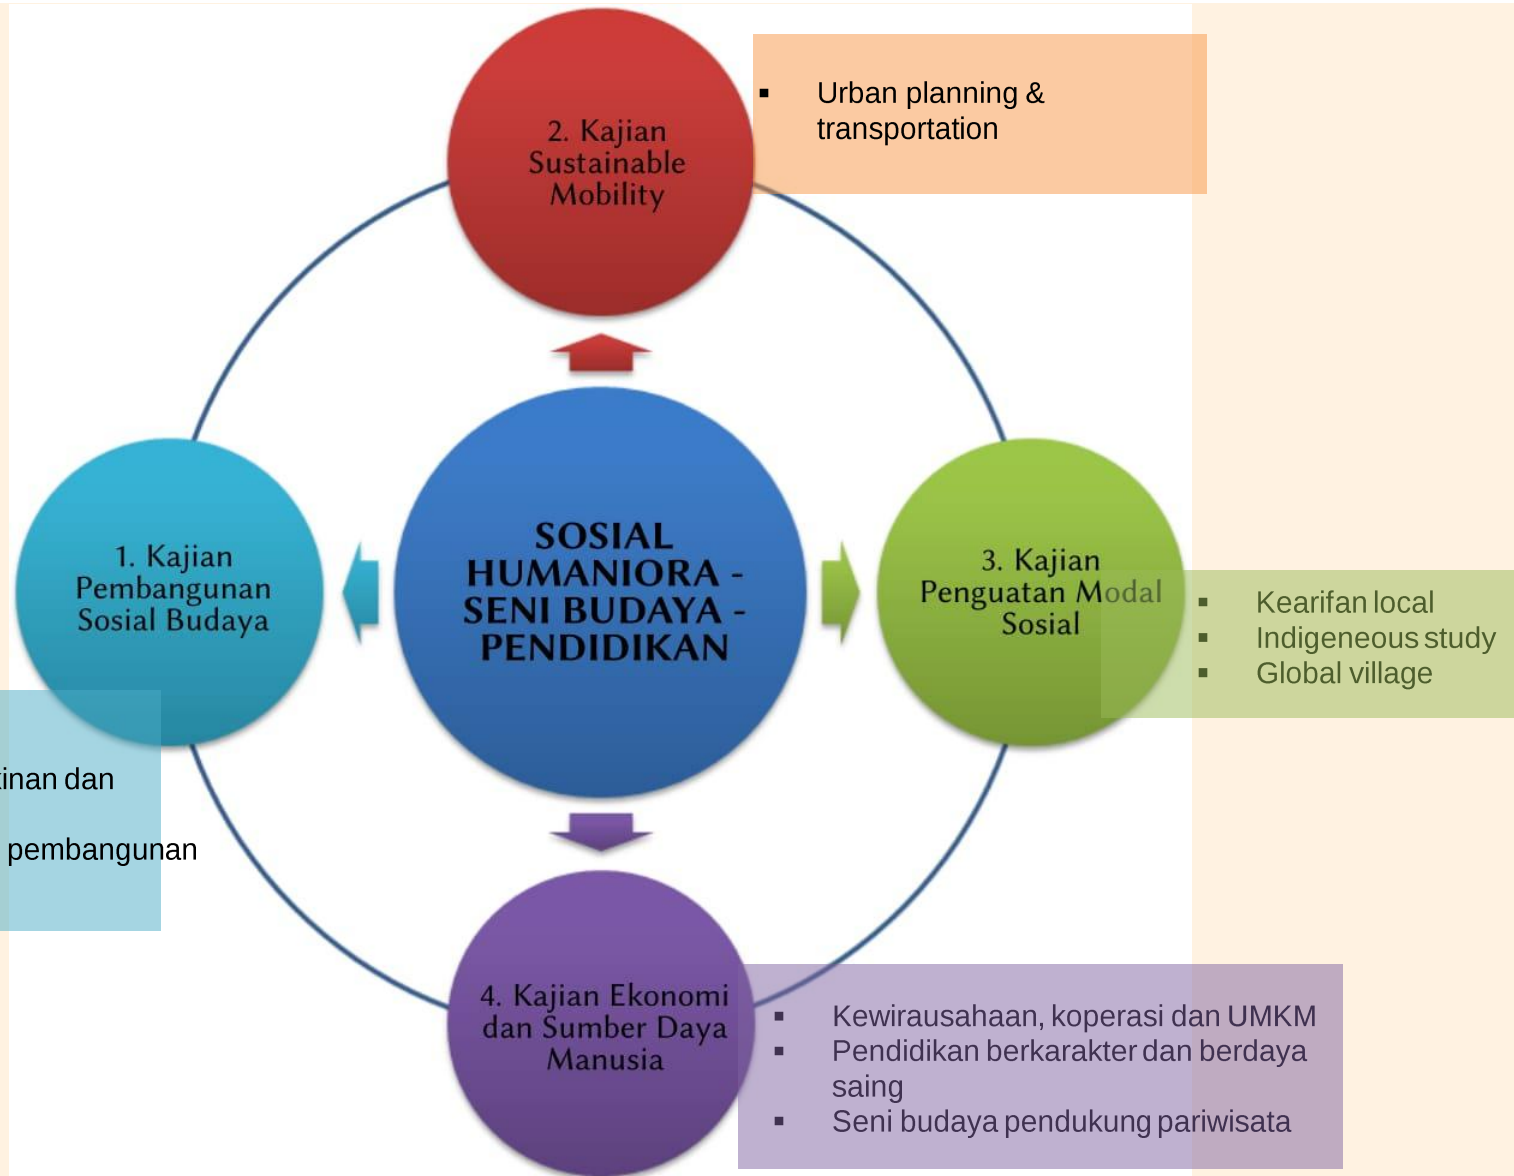 2. Kajian
Sustainable
Mobility
▪ Urban planning &
transportation
1. Kajian
Pembangunan
Sosial Budaya
SOSIAL
HUMANIORA -
SENI BUDAYA -
PENDIDIKAN
3. Kajian
Penguatan Modal
Sosial
▪ Kearifan local
▪ Indigeneous study
▪ Global village
dan
pembangunan
4. Kajian Ekonomi
dan Sumber Daya
Manusia
▪ Kewirausahaan, koperasi dan UMKM
▪ Pendidikan berkarakter dan berdaya
saing
▪ Seni budaya pendukung pariwisata